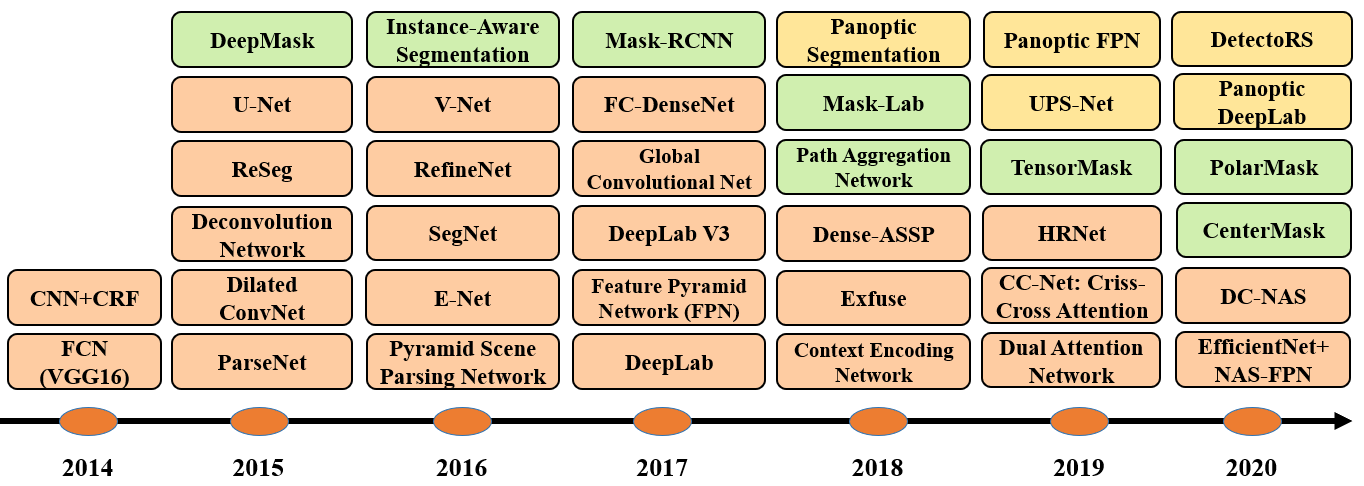 DeepMask
Instance-Aware
Segmentation
Mask-RCNN
Panoptic
Segmentation
Panoptic FPN
DetectoRS
U-Net
V-Net
FC-DenseNet
Mask-Lab
UPS-Net
Panoptic
DeepLab
ReSeg
RefineNet
Global
Convolutional Net
Path Aggregation
Network
TensorMask
PolarMask
Deconvolution
Network
SegNet
DeepLab V3
Dense-ASSP
HRNet
CenterMask
CNN+CRF
Dilated
ConvNet
E-Net
Feature Pyramid
Network (FPN)
Exfuse
CC-Net: Criss-
Cross Attention
DC-NAS
FCN
(VGG16)
ParseNet
Pyramid Scene
Parsing Network
DeepLab
Context Encoding
Network
Dual Attention
Network
EfficientNet+
NAS-FPN
2014
2015
2016
2017
2018
2019
2020